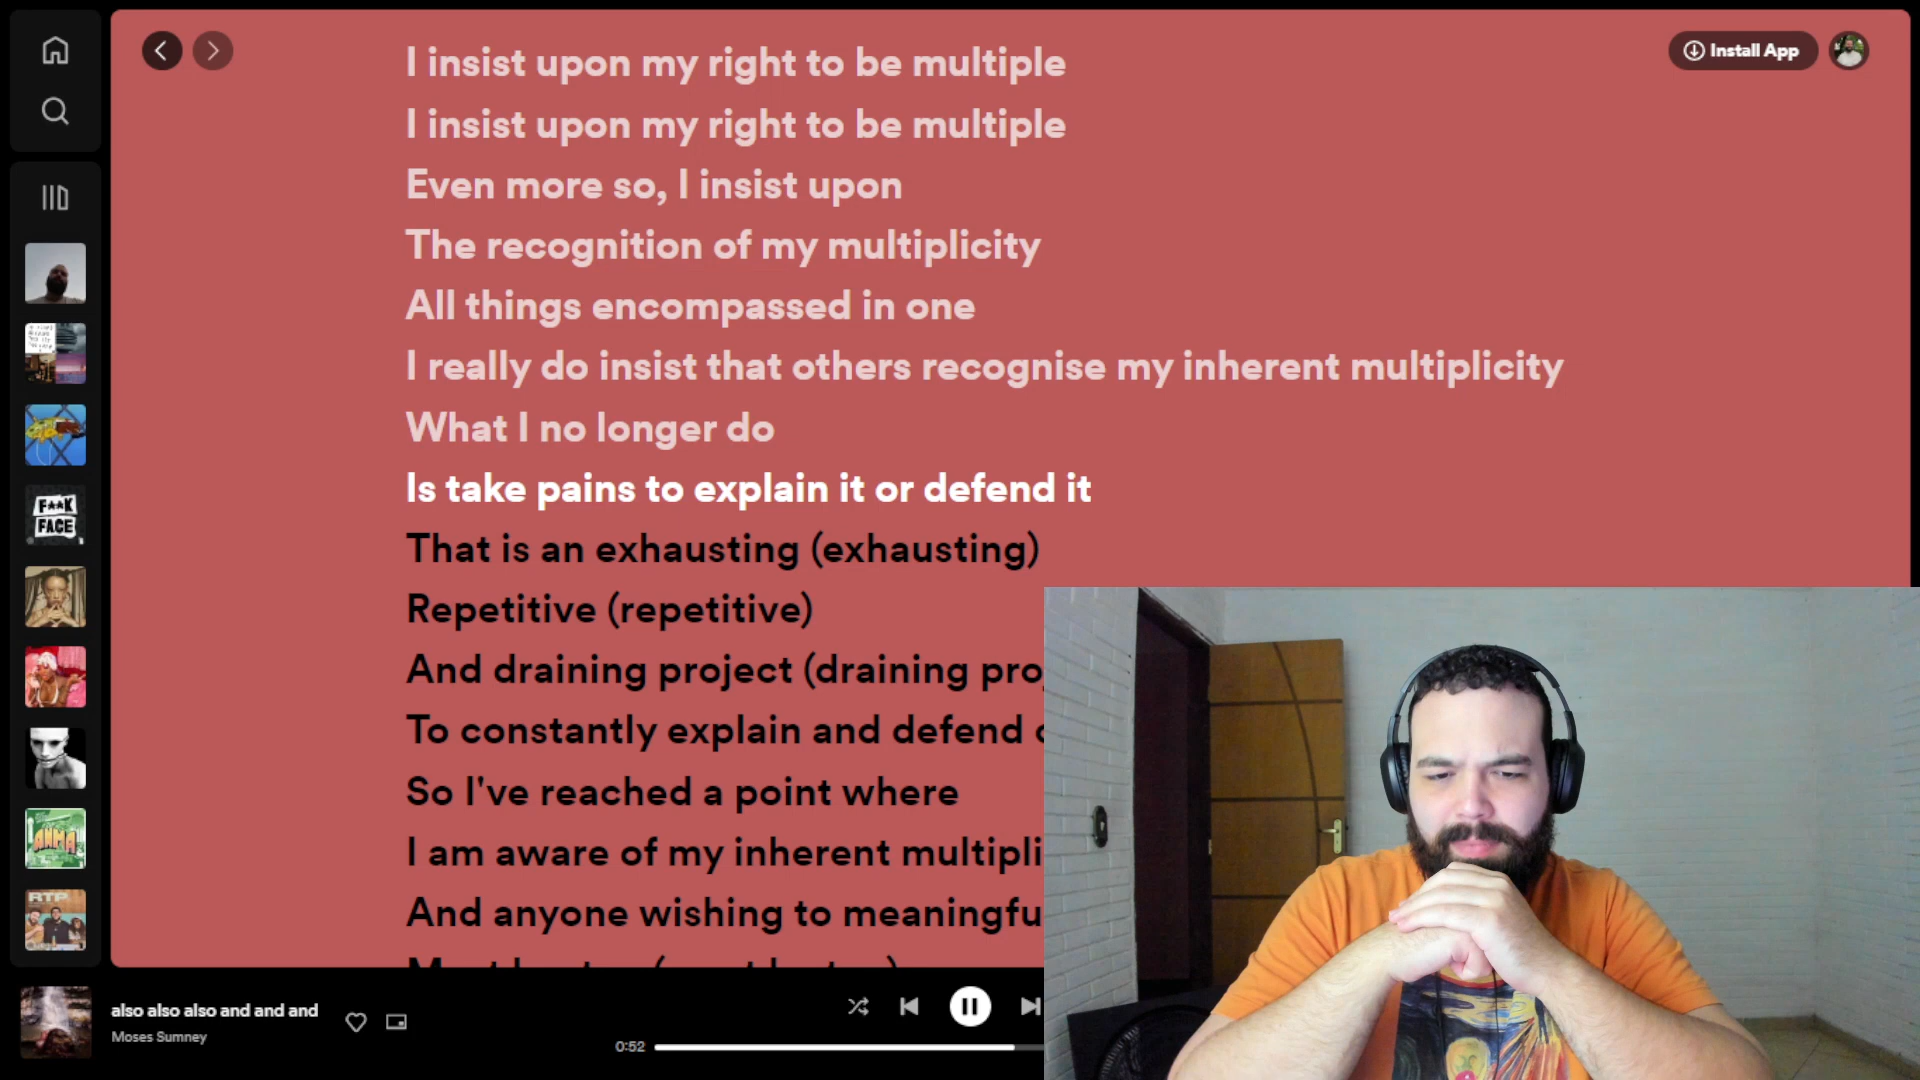 I insist upon my right to be multiple
Install App
I insist upon my right to be multiple
Even more so, I insist upon
The recognition of my multiplicity
All things encompassed in one
I really do insist that others recognise my inherent multiplicity
What I no longer do
Is take pains to explain it or defend it
That is an exhausting (exhausting)
Repetitive (repetitive)
And draining project (draining pro
To constantly explain and defend
So I've reached a point where
I am aware of my inherent multipli
And anyone wishing to meaningfu
F**K
FACE
ANMA
RTP
also also also and and and
Moses Sumney
0:52